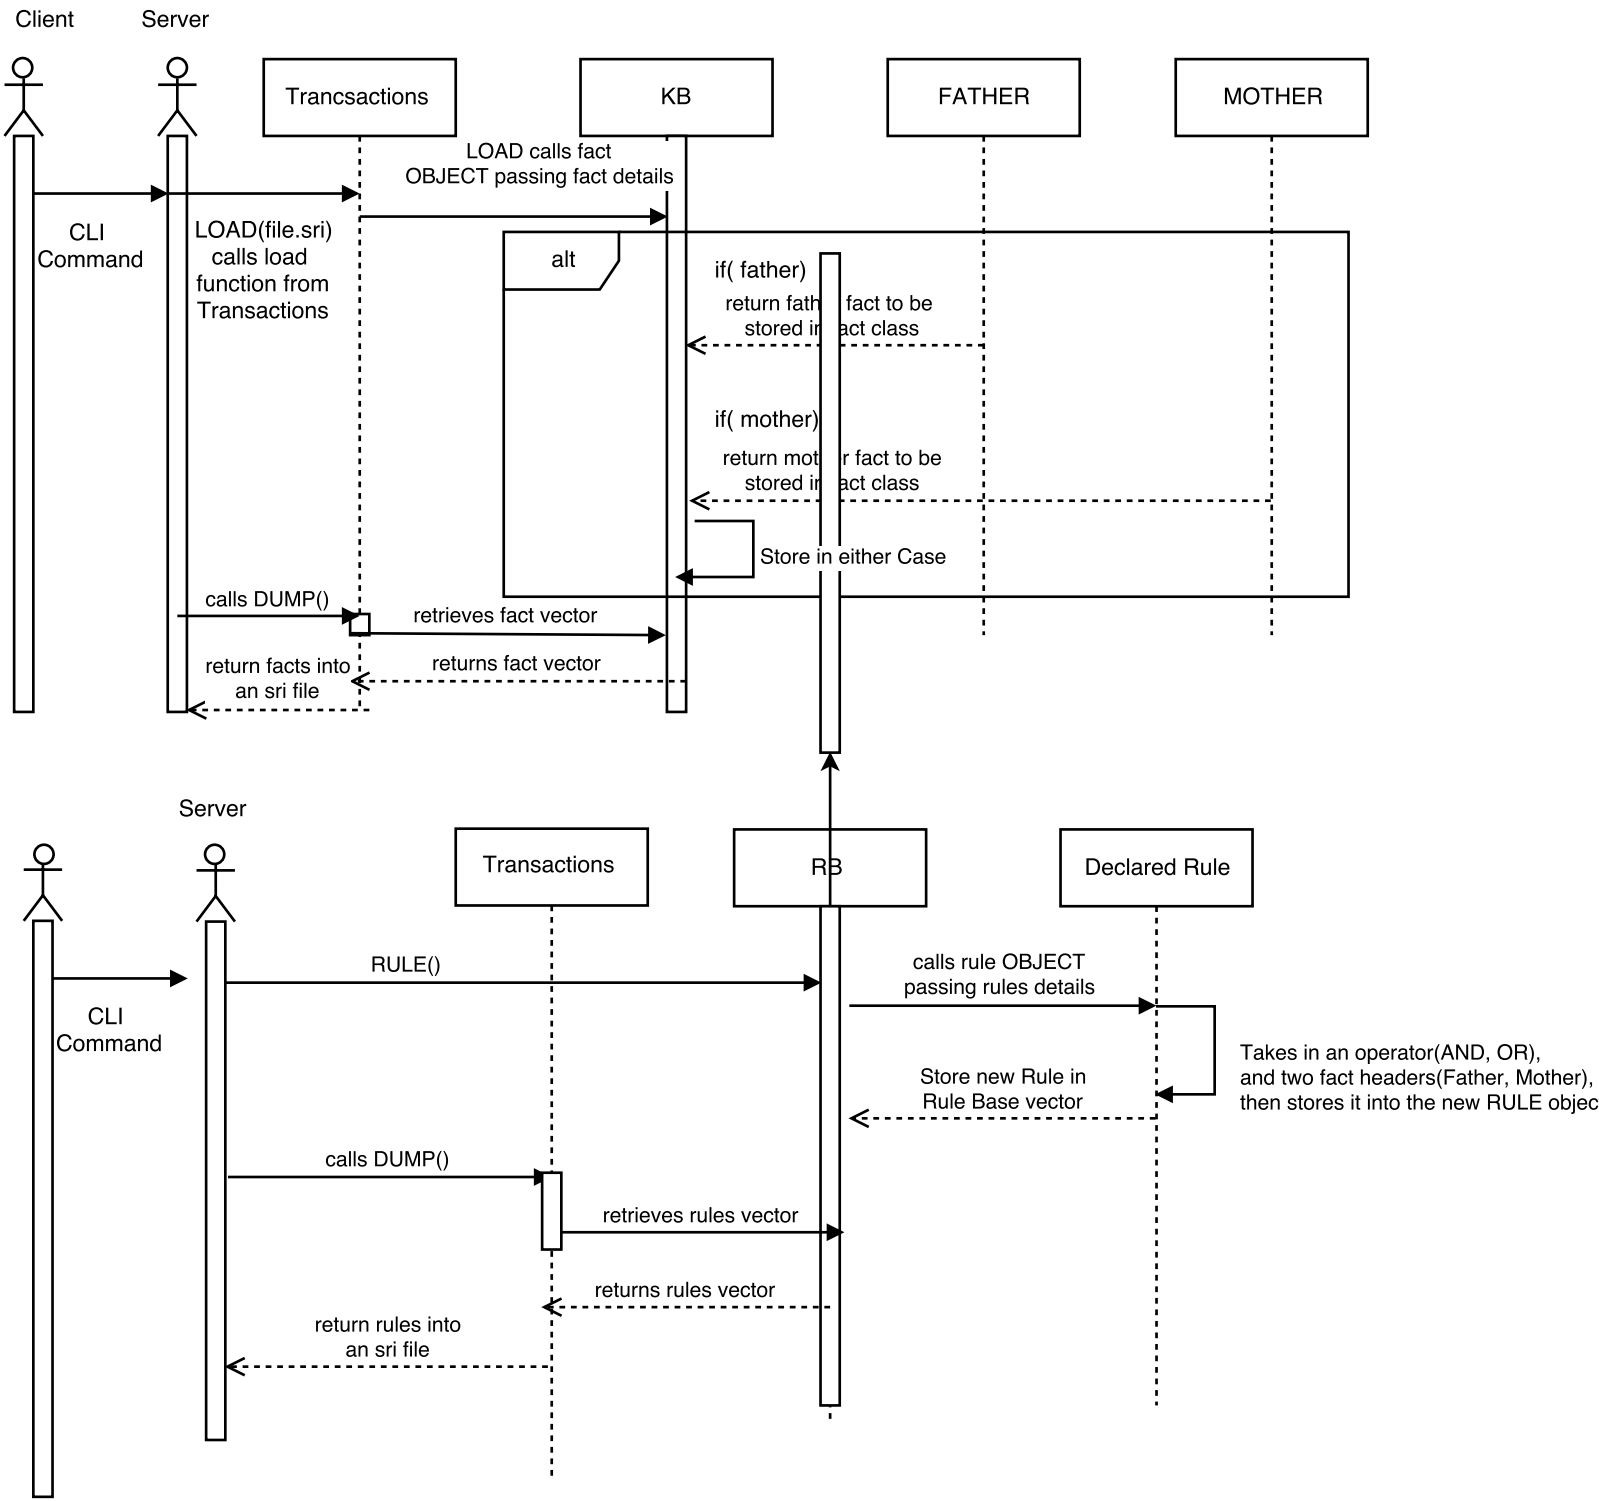 Client
Server
Trancsactions
KB
FATHER
MOTHER
LOAD calls fact
OBJECT passing fact details
CLI
Command
LOAD(file.sri)
calls load
function from
Transactions
alt
if( father)
return fath fact to be
stored in act class
if( mother)
return mot r fact to be
stored in act class
Store in either Case
calls DUMP()
retrieves fact vector
return facts into
an sri file
returns fact vector
Server
Transactions
RB
Declared Rule
RULE()
calls rule OBJECT
passing rules details
CLI
Command
Takes in an operator(AND, OR),
and two fact headers(Father, Mother),
then stores it into the new RULE objec
Store new Rule in
Rule Base vector
calls DUMP()
retrieves rules vector
returns rules vector
return rules into
an sri file